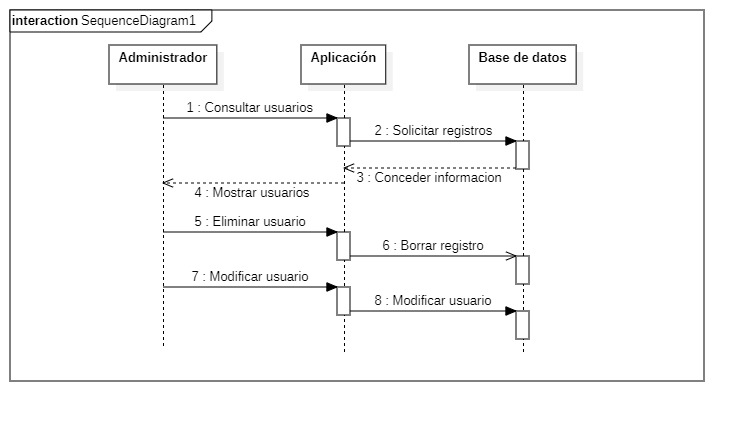 interaction SequenceDiagram1
Administrador
Aplicación
Base de datos
1 : Consultar usuarios
2 : Solicitar registros
3 : Conceder informacion
4 : Mostrar usuarios
5 : Eliminar usuario
6 : Borrar registro
7 : Modificar usuario
8 : Modificar usuario